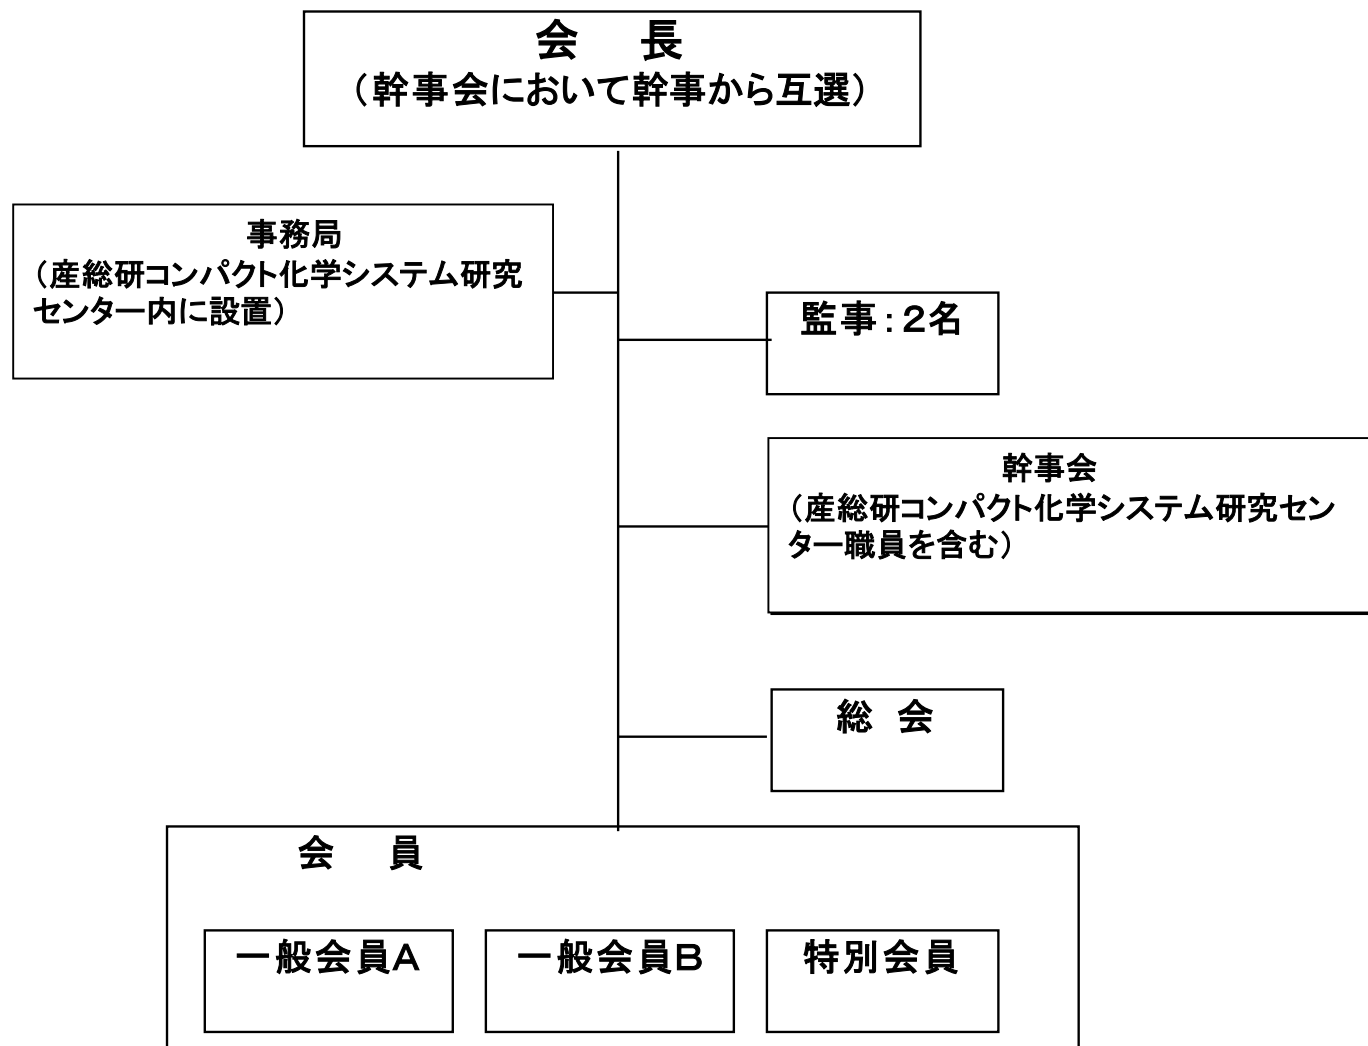 会 長
（幹事会において幹事から互選）
事務局
（産総研コンパクト化学システム研究
センター内に設置）
監事：２名
幹事会
（産総研コンパクト化学システム研究セン
ター職員を含む）
総 会
会 員
一般会員Ａ
一般会員Ｂ
特別会員